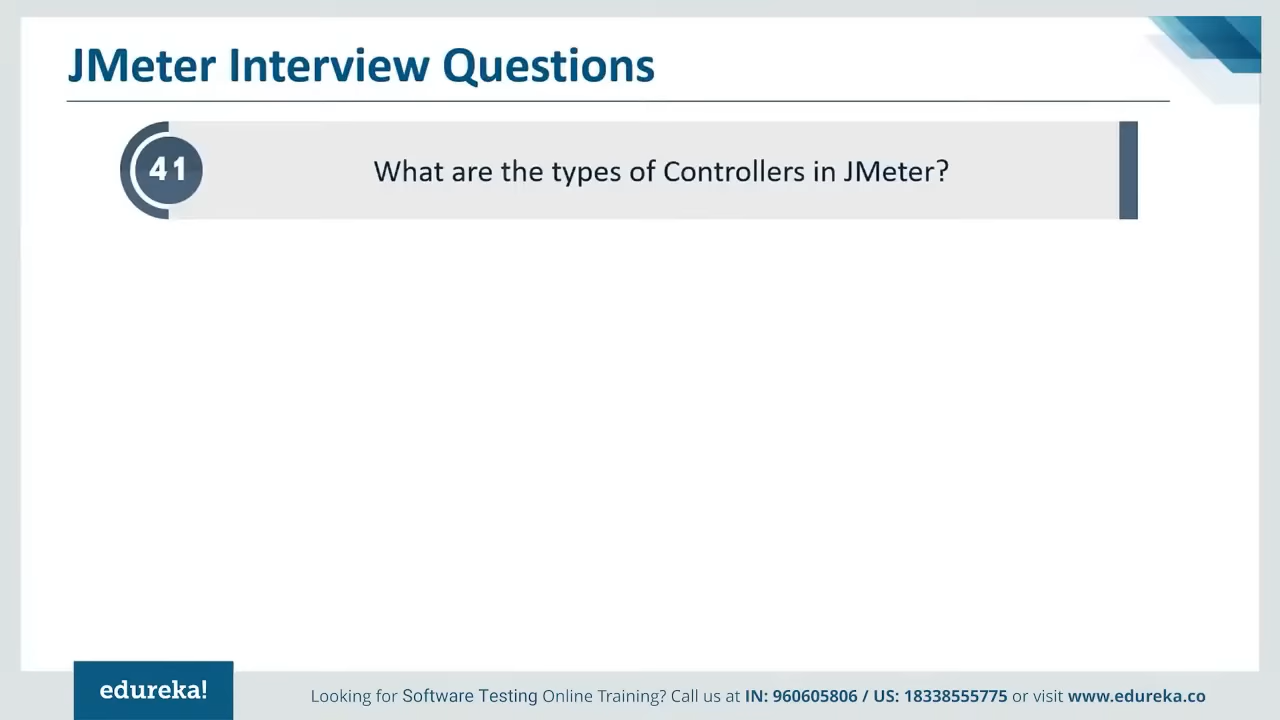 JMeter Interview Questions
41
What are the types of Controllers in JMeter?
edureka!
Looking for Software Testing Online Training? Call us at IN: 960605806 / US: 18338555775 or visit www.edureka.co